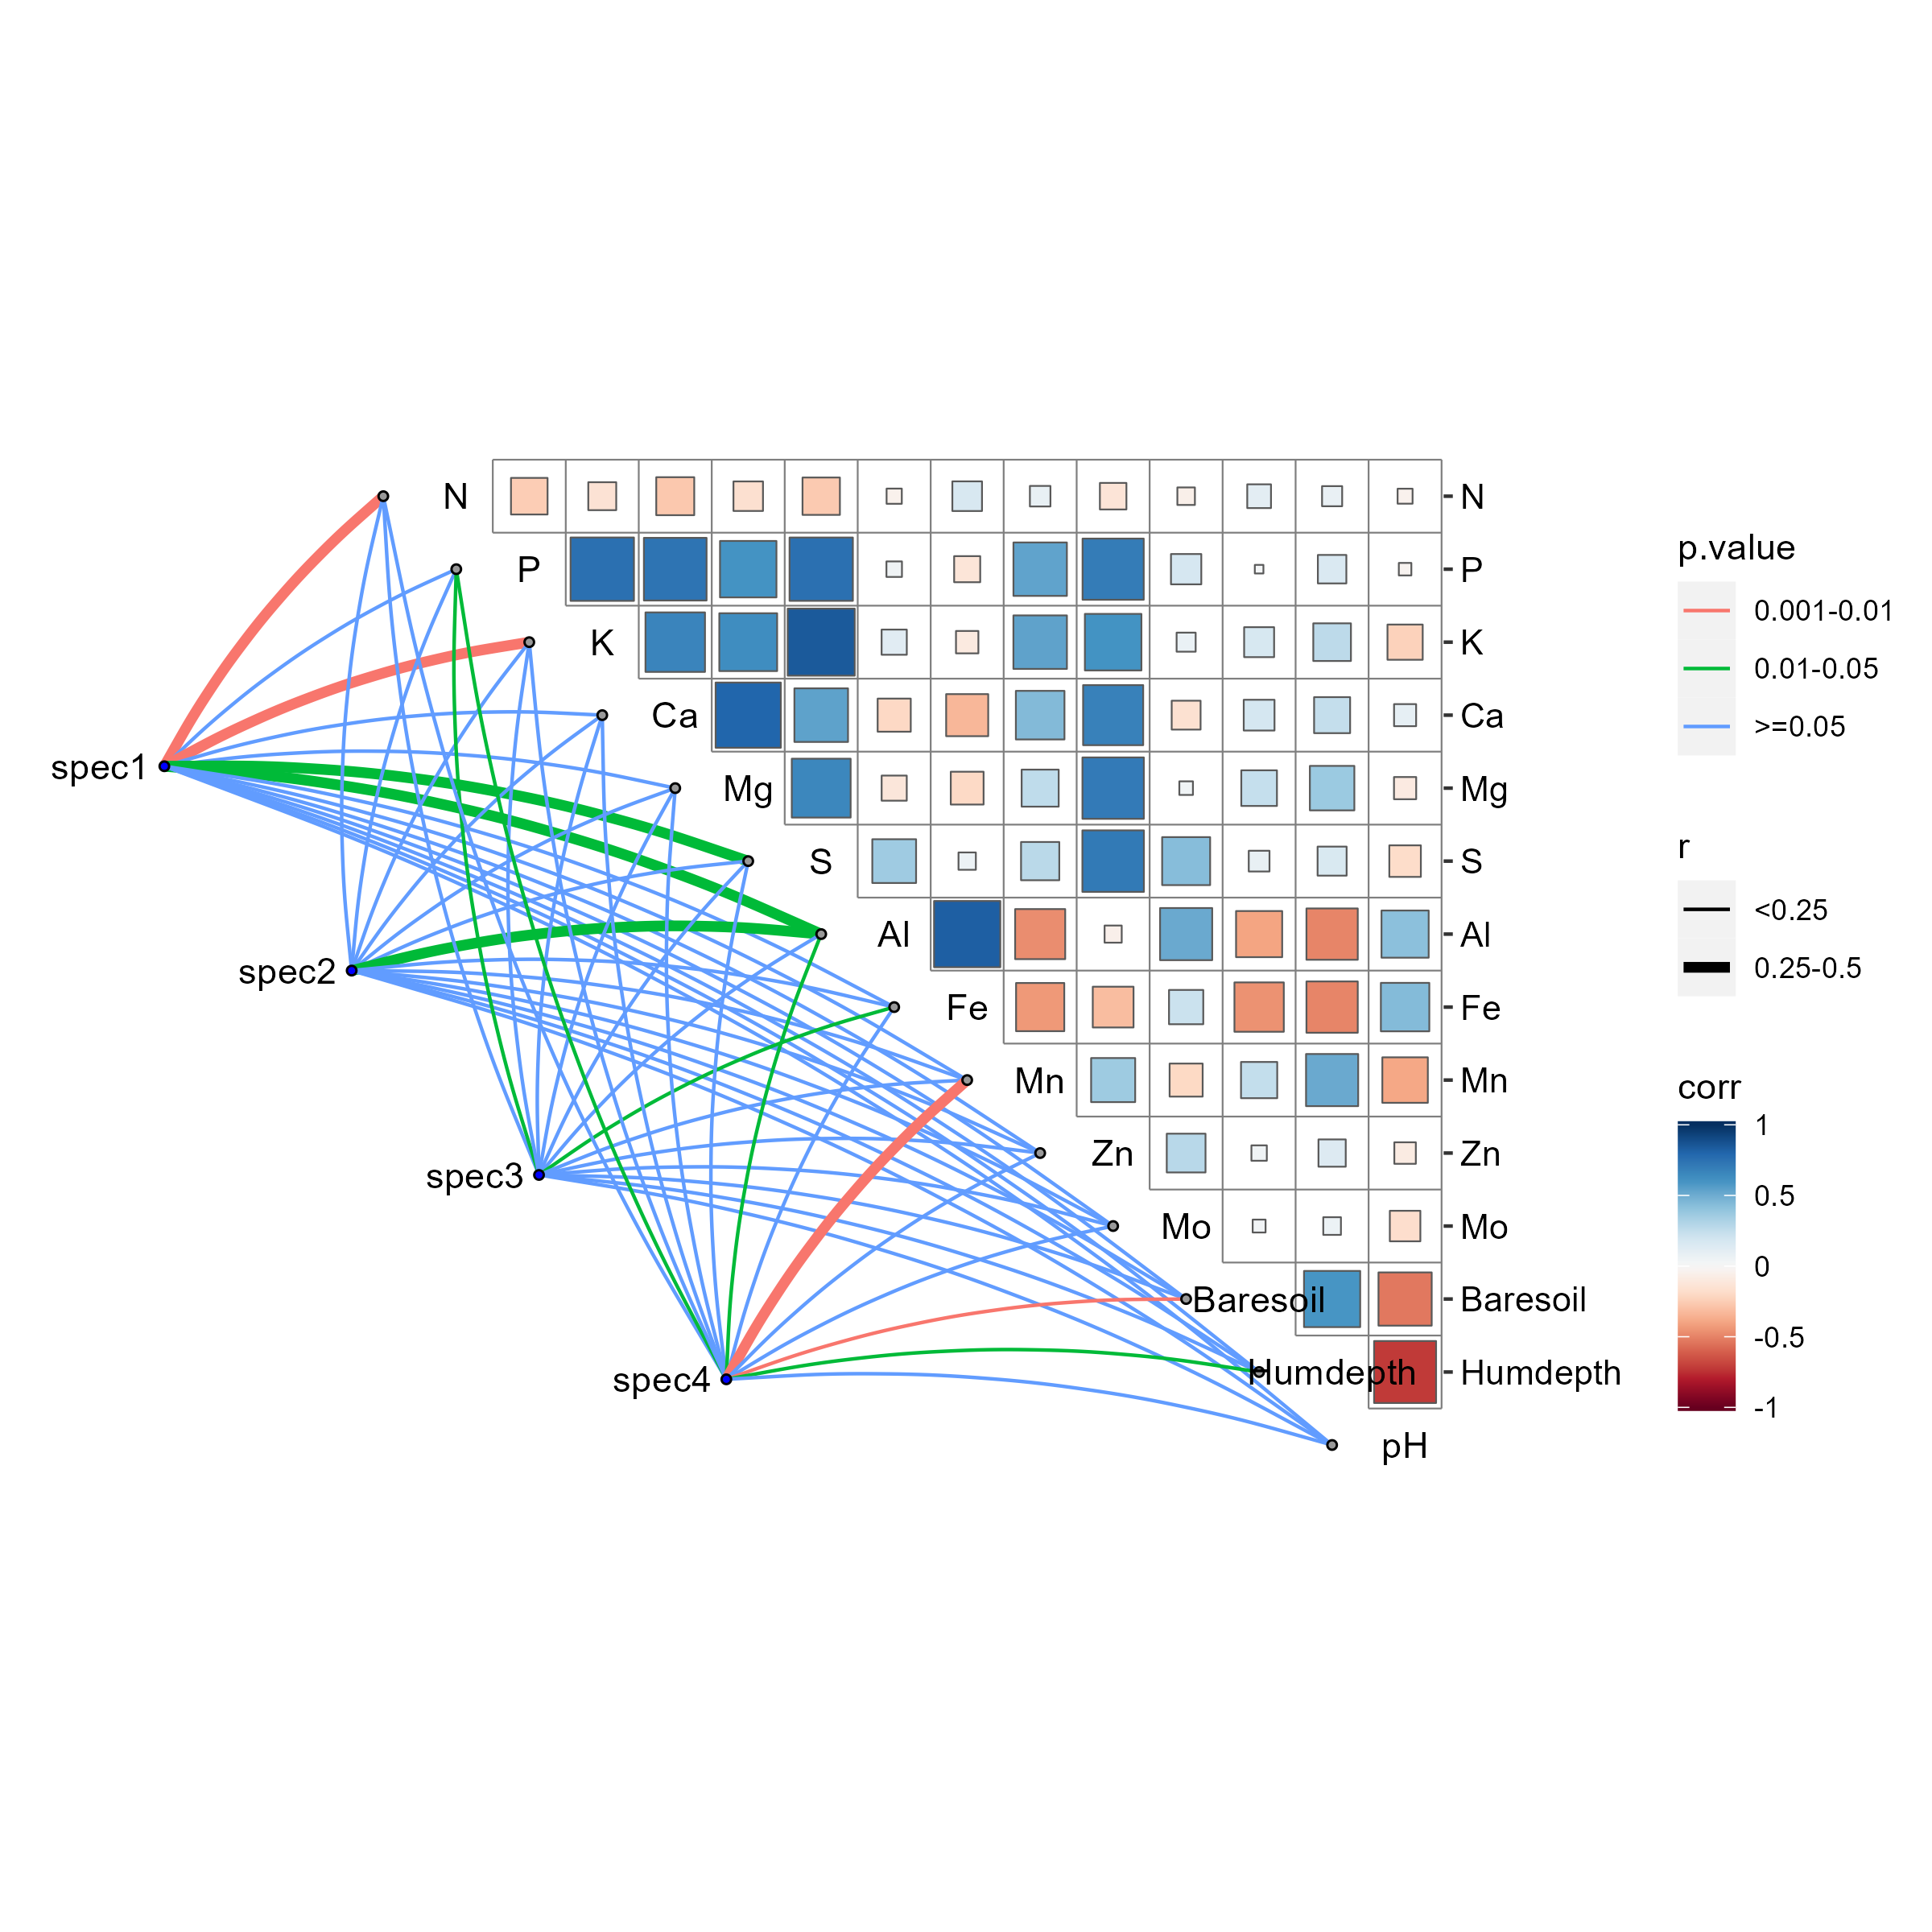 N
N
P
P
K
K
Ca
Ca
spec1
Mg
Mg
S
S
Al
Al
spec2
Fe
Fe
Mn
Mn
Zn
Zn
spec3
Mo
Mo
Baresoil
Baresoil
spec4
Humdepth
Humdepth
pH
p.value
0.001-0.01
0.01-0.05
>=0.05
r
<0.25
0.25-0.5
corr
1
0.5
0
-0.5
-1